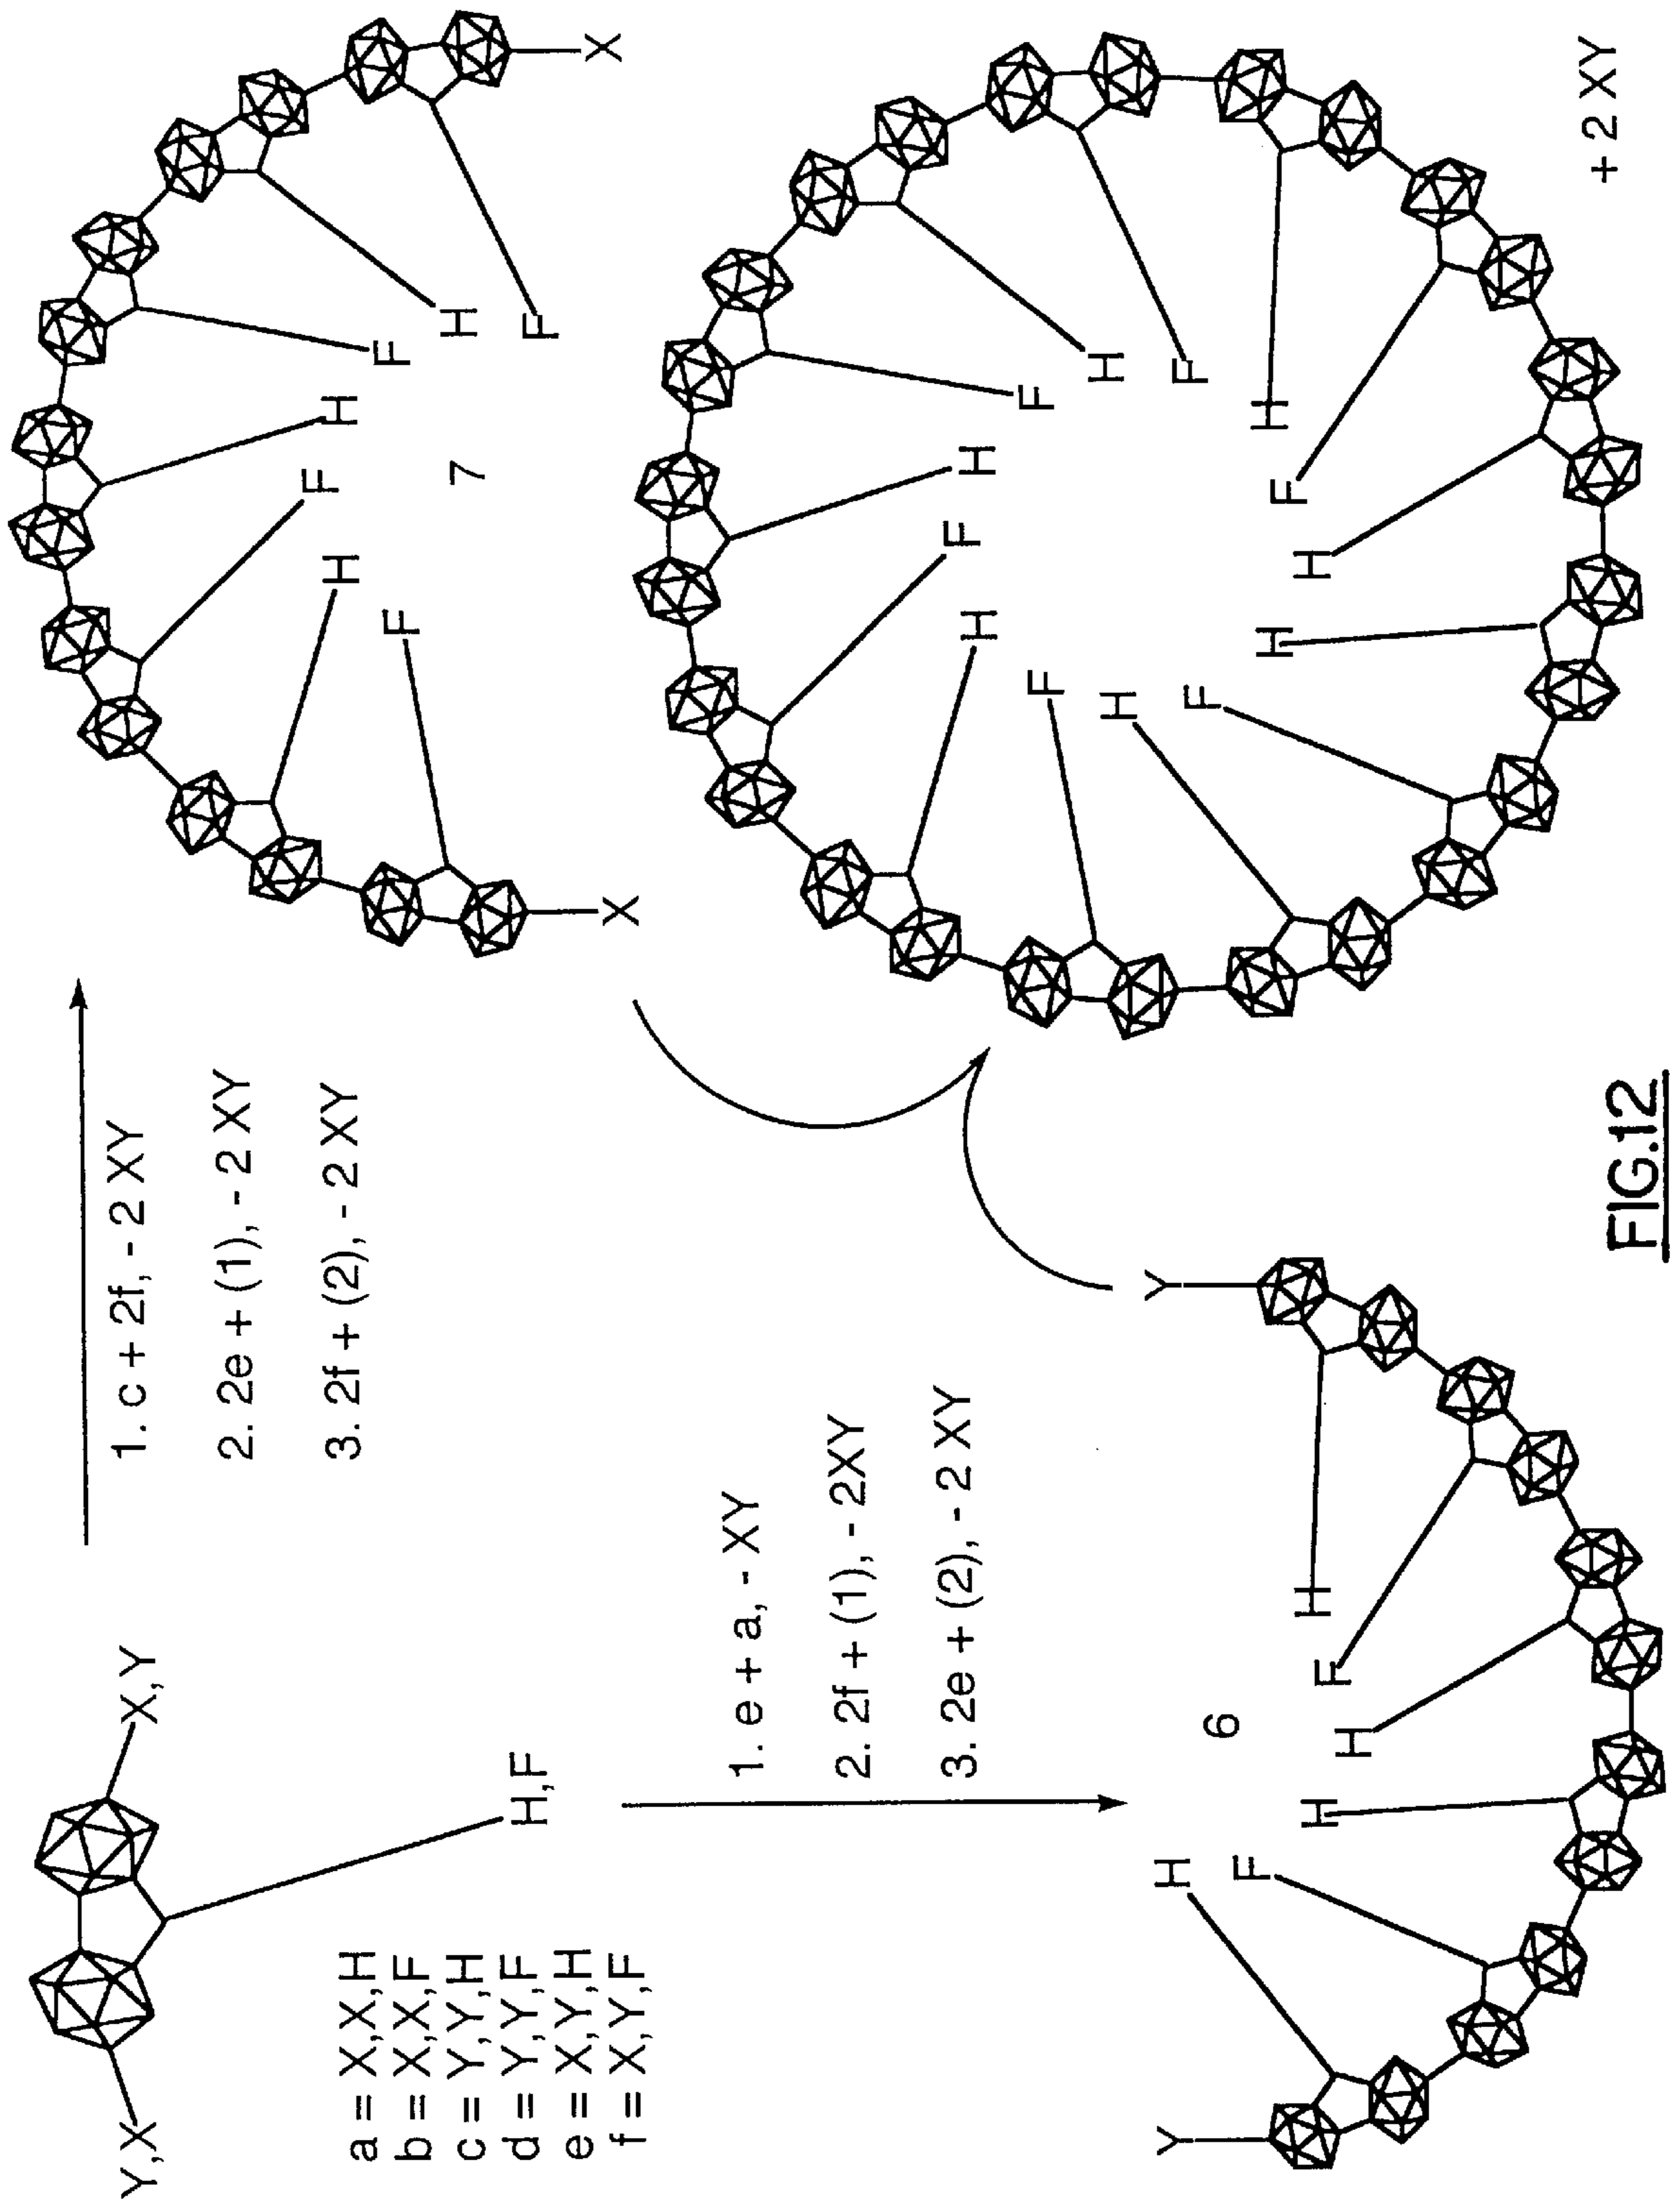 Y,X
X,Y
H,F
a = X,X,H
b = X,X,F
c = Y,Y,H
d = Y,Y,F
e = X,Y,H
f = X,Y,F
1. c + 2f, - 2 XY
2. 2e + (1), - 2 XY
3. 2f + (2), - 2 XY
F
H
H
F
F
7
H
F
X
X
1. e + a, - XY
2. 2f + (1), - 2XY
3. 2e + (2), - 2 XY
Y
Y
H
6
F
H
H
F
H
F
H
H
F
F
H
H
F
F
H
H
F
H
+ 2 XY
FIG.12